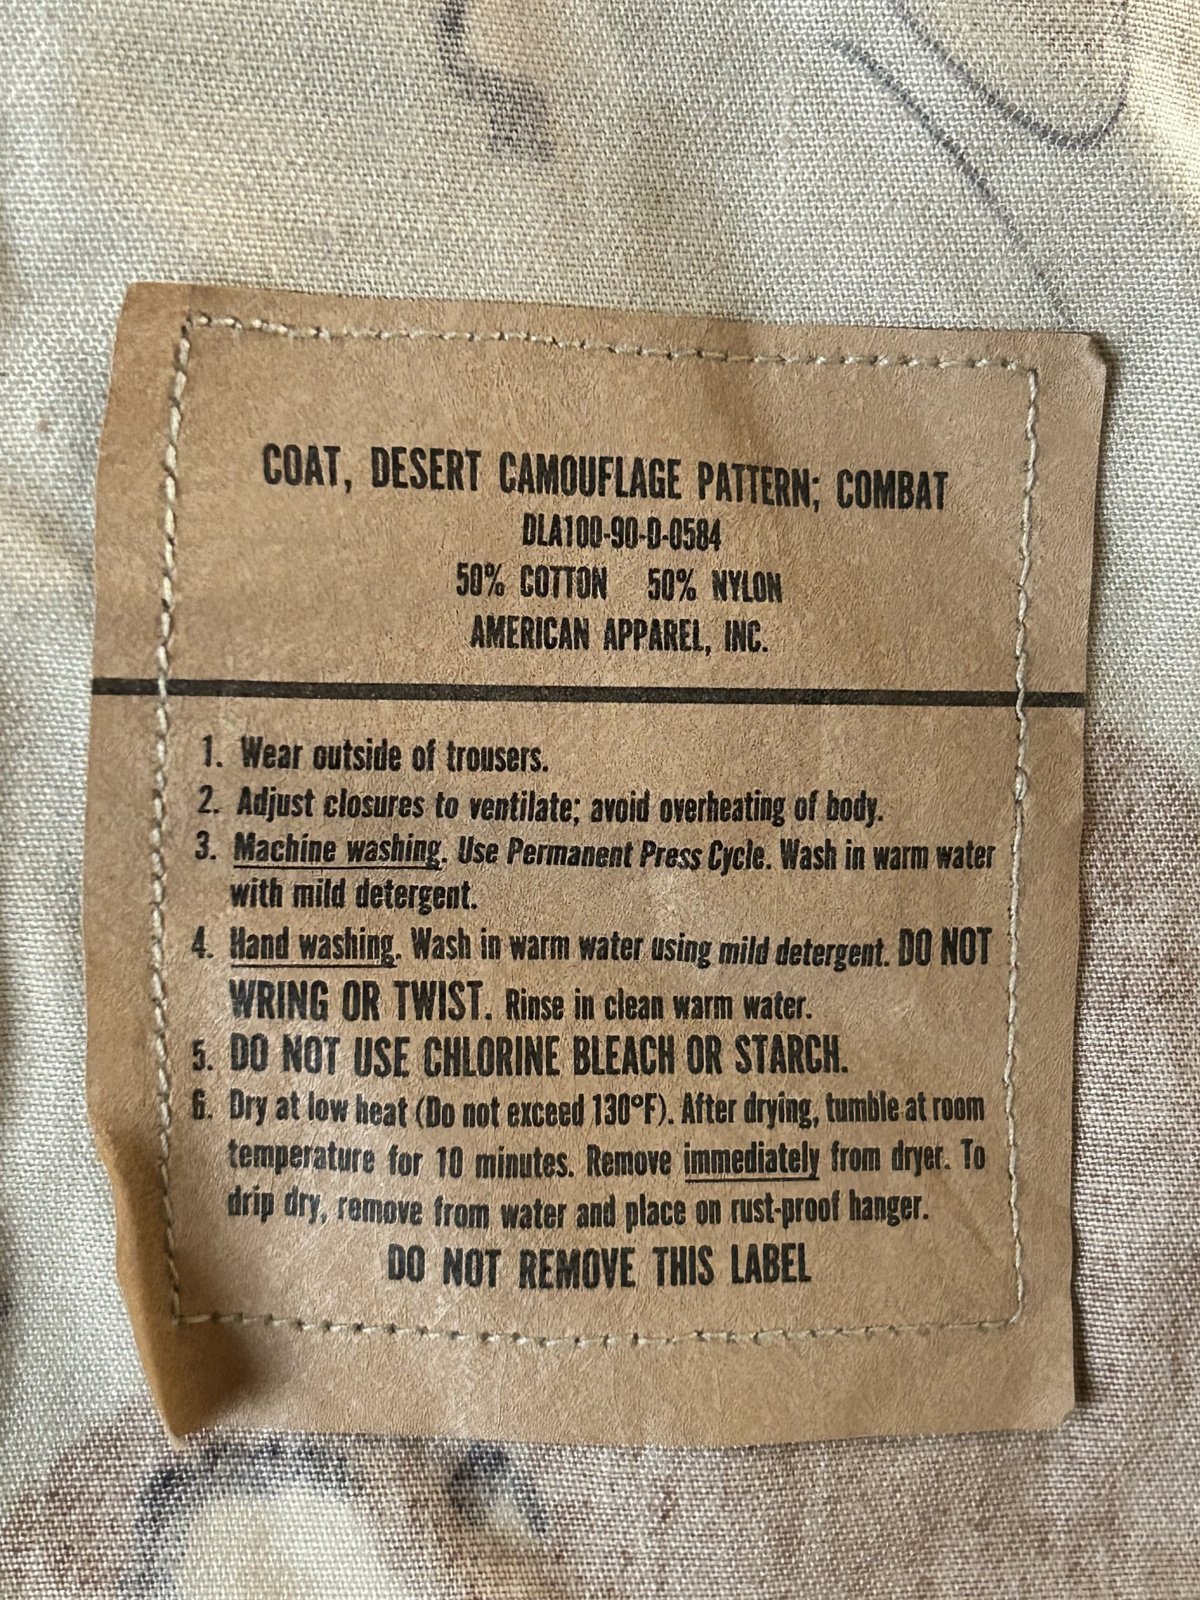 COAT, DESERT CAMOUFLAGE PATTERN; COMBAT
DLA100-90-D-0584
50% COTTON 50% NYLON
AMERICAN APPAREL, INC.
1. Wear outside of trousers.
2. Adjust closures to ventilate; avoid overheating of body.
3. Machine washing. Use Permanent Press Cycle. Wash in warm water
with mild detergent.
4. Hand washing. Wash in warm water using mild detergent. DO NOT
WRING OR TWIST. Rinse in clean warm water.
5. DO NOT USE CHLORINE BLEACH OR STARCH.
6. Dry at low heat (Do not exceed 130°F). After drying, tumble at room
temperature for 10 minutes. Remove immediately from dryer. To
drip dry, remove from water and place on rust-proof hanger.
DO NOT REMOVE THIS LABEL